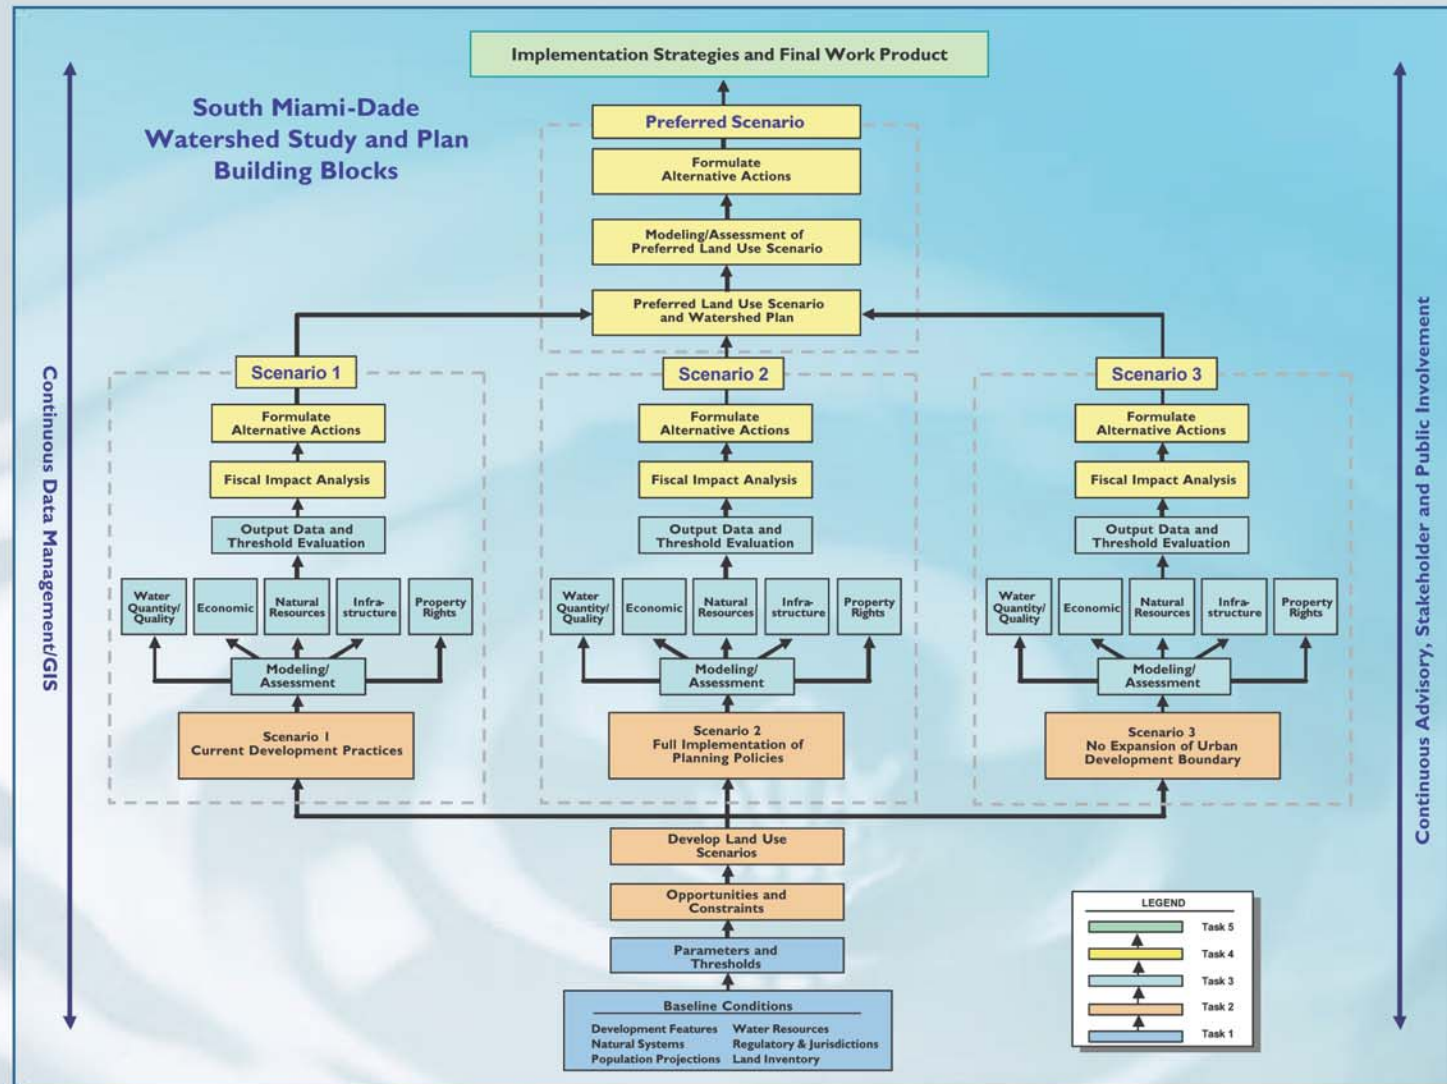 Implementation Strategies and Final Work Product
South Miami-Dade
Watershed Study and Plan
Building Blocks
Preferred Scenario
Formulate
Alternative Actions
Modeling/Assessment of
Preferred Land Use Scenario
Preferred Land Use Scenario
and Watershed Plan
Continuous Data Management/GIS
Continuous Advisory, Stakeholder and Public Involvement
Scenario 1
Formulate
Alternative Actions
Fiscal Impact Analysis
Output Data and
Threshold Evaluation
Water
Quantity/
Quality
Economic
Natural
Resources
Infra-
structure
Property
Rights
Modeling/
Assessment
Scenario 1
Current Development Practices
Scenario 2
Formulate
Alternative Actions
Fiscal Impact Analysis
Output Data and
Threshold Evaluation
Water
Quantity/
Quality
Economic
Natural
Resources
Infra-
structure
Property
Rights
Modeling/
Assessment
Scenario 2
Full Implementation of
Planning Policies
Scenario 3
Formulate
Alternative Actions
Fiscal Impact Analysis
Output Data and
Threshold Evaluation
Water
Quantity/
Quality
Economic
Natural
Resources
Infra-
structure
Property
Rights
Modeling/
Assessment
Scenario 3
No Expansion of Urban
Development Boundary
Develop Land Use
Scenarios
Opportunities and
Constraints
Parameters and
Thresholds
Baseline Conditions
Development Features
Natural Systems
Population Projections
Water Resources
Regulatory & Jurisdictions
Land Inventory
LEGEND
Task 5
Task 4
Task 3
Task 2
Task 1